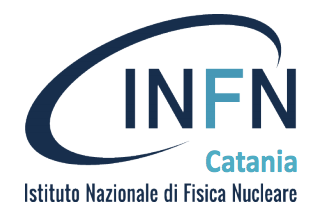 INFN
Catania
Istituto Nazionale di Fisica Nucleare